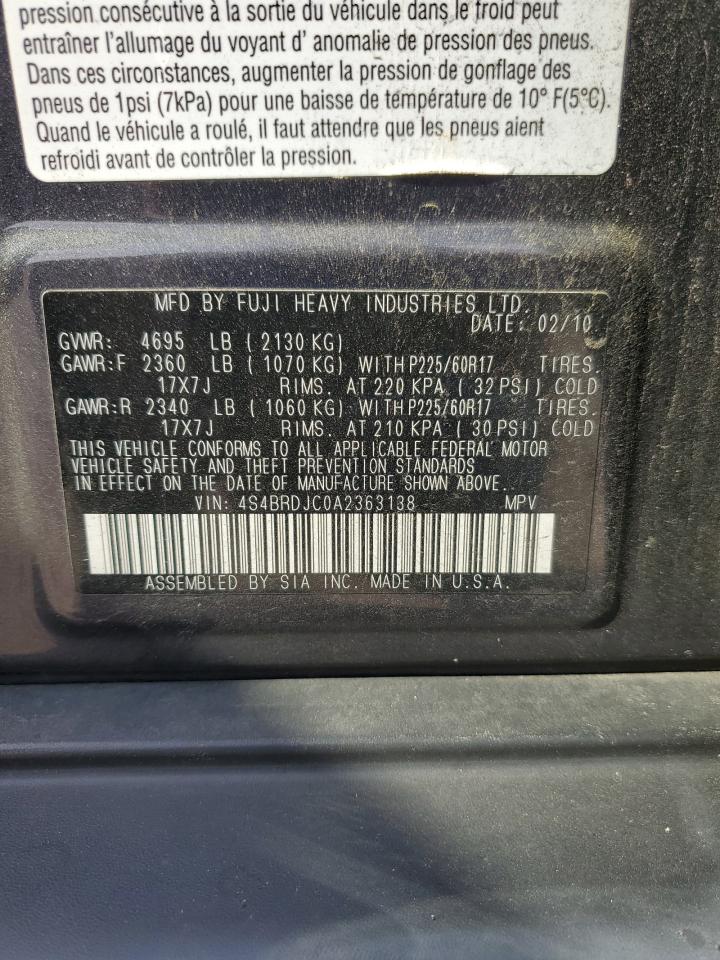 pression consécutive à la sortie du véhicule dans le froid peut
entraîner l'allumage du voyant d' anomalie de pression des pneus.
Dans ces circonstances, augmenter la pression de gonflage des
pneus de 1psi (7kPa) pour une baisse de température de 10° F(5°C).
Quand le véhicule a roulé, il faut attendre que les pneus aient
refroidi avant de contrôler la pression.
MFD BY FUJI HEAVY INDUSTRIES LTD.
DATE: 02/10
GVWR: 4695 LB ( 2130 KG)
GAWR:F 2360 LB ( 1070 KG) WITH P225/60R17 TIRES.
17X7J RIMS. AT 220 KPA ( 32 PSI) COLD
GAWR:R 2340 LB ( 1060 KG) WITH P225/60R17 TIRES.
17X7J RIMS. AT 210 KPA ( 30 PSI) COLD
THIS VEHICLE CONFORMS TO ALL APPLICABLE FEDERAL MOTOR
VEHICLE SAFETY AND THEFT PREVENTION STANDARDS
IN EFFECT ON THE DATE OF MANUFACTURE SHOWN ABOVE.
VIN: 4S4BRDJC0A2363138 MPV
ASSEMBLED BY SIA INC. MADE IN U.S.A.